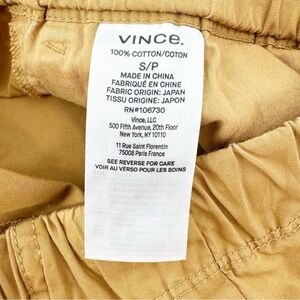 VINCE.
100% COTTON/COTON
S/P
MADE IN CHINA
FABRIQUÉ EN CHINE
FABRIC ORIGIN: JAPAN
TISSU ORIGINE: JAPON
RN#106730
Vince, LLC
500 Fifth Avenue, 20th Floor
New York, NY 10110
11 Rue Saint Florentin
75008 Paris France
SEE REVERSE FOR CARE
VOIR AU VERSO POUR LES SOINS